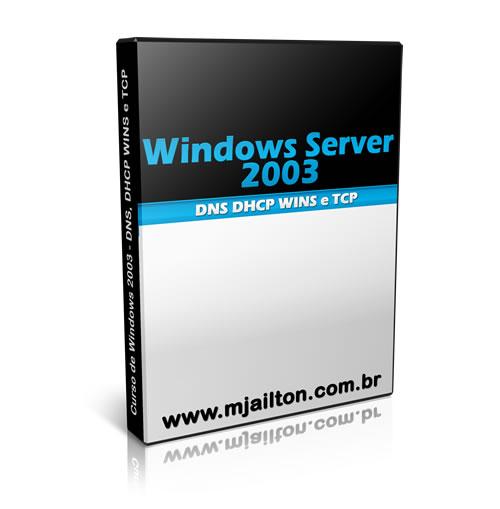 Curso de Windows 2003 - DNS, DHCP WINS e TCP
Windows Server
2003
DNS DHCP WINS e TCP
www.mjailton.com.br